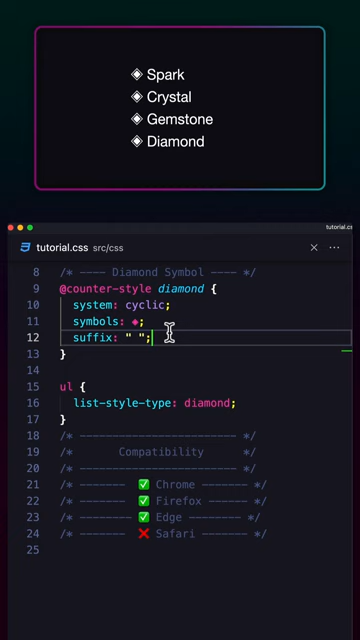 ◈ Spark
◈ Crystal
◈ Gemstone
◈ Diamond
tutorial.cs
tutorial.css src/css
8 /* ---- Diamond Symbol ---- */
9 @counter-style diamond {
10 system: cyclic;
11 symbols: ◈;
12 suffix: " ";
13 }
14
15 ul {
16 list-style-type: diamond;
17 }
18 /* ------------------------ */
19 /* Compatibility */
20 /* ------------------------ */
21 /* ------- ✅ Chrome ------- */
22 /* ------- ✅ Firefox ------- */
23 /* ------- ✅ Edge ------- */
24 /* ------- ❌ Safari ------- */
25